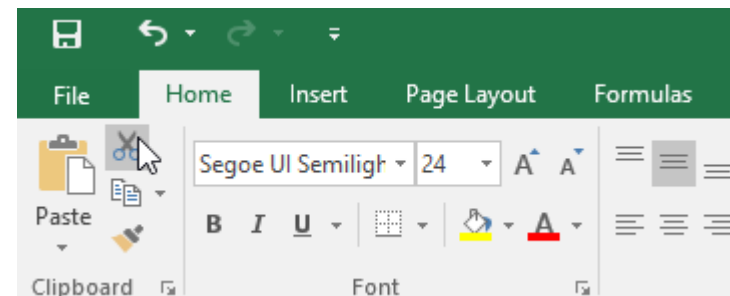 File Home Insert Page Layout Formulas
Segoe UI Semiligh 24 A A
Paste B I U A
Clipboard Font